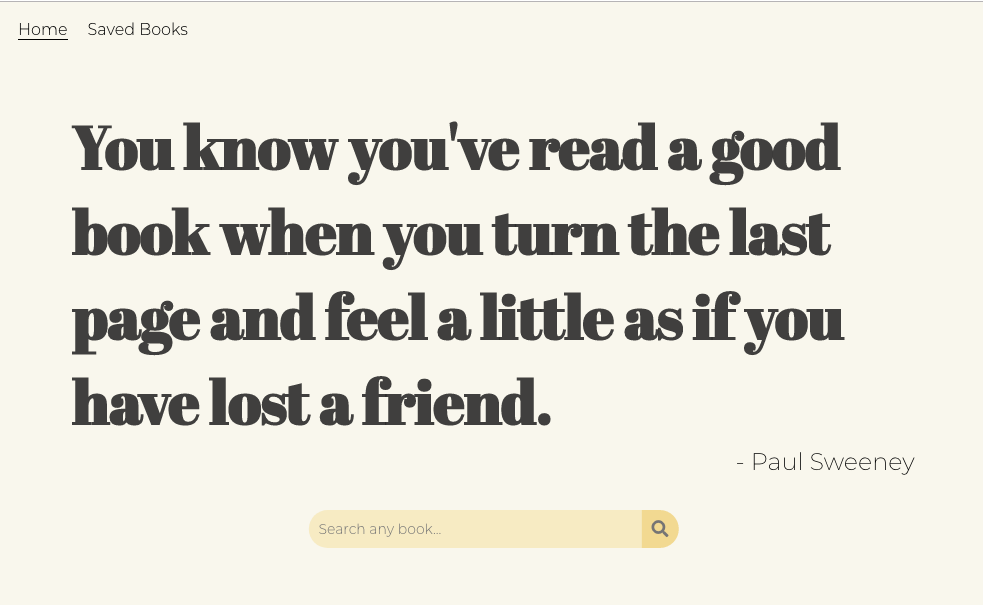 Home Saved Books
You know you've read a good
book when you turn the last
page and feel a little as if you
have lost a friend.
- Paul Sweeney
Search any book...